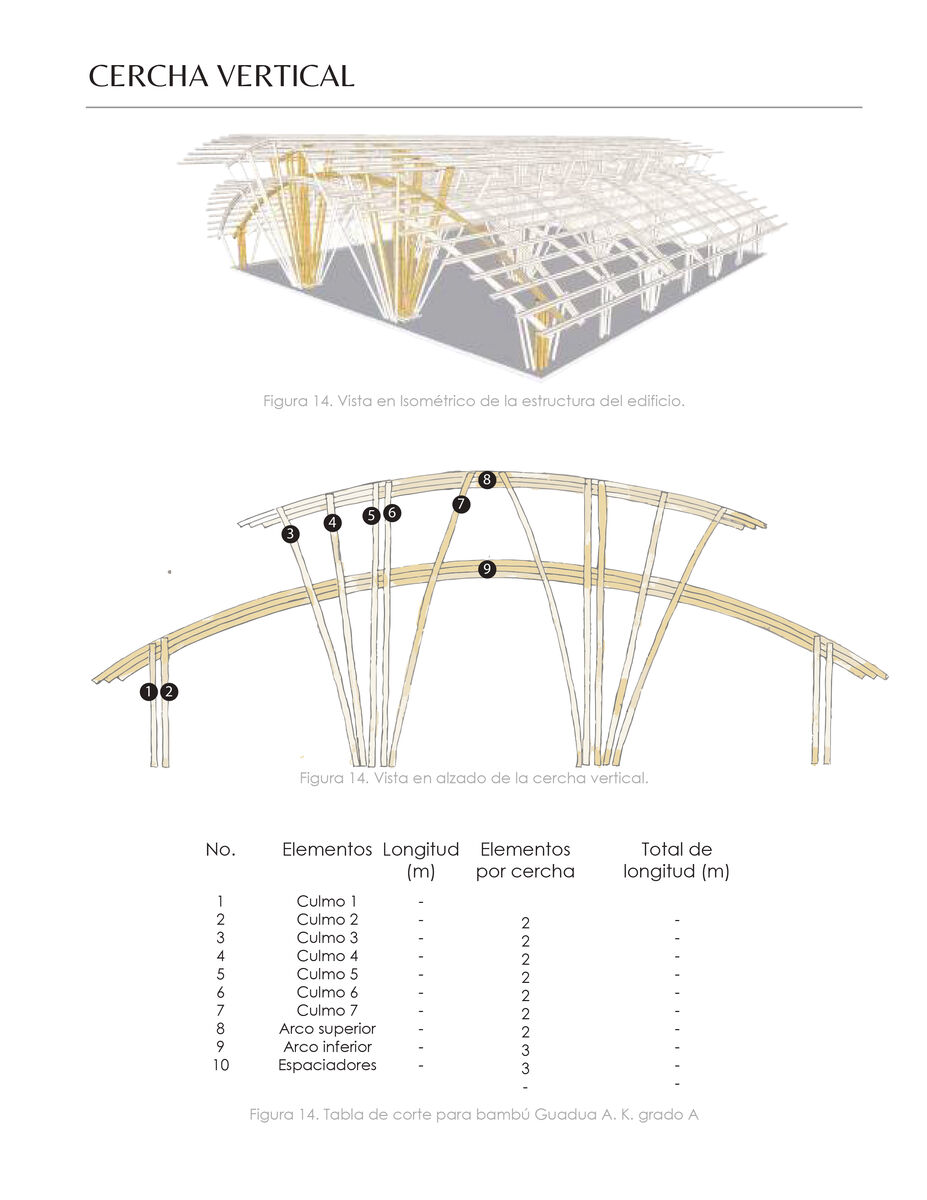 CERCHA VERTICAL
Figura 14. Vista en Isométrico de la estructura del edificio.
8
7
6
5
4
3
9
1
2
Figura 14. Vista en alzado de la cercha vertical.
No. Elementos Longitud (m) Elementos por cercha Total de longitud (m)
1 Culmo 1 -
2 Culmo 2 - 2 -
3 Culmo 3 - 2 -
4 Culmo 4 - 2 -
5 Culmo 5 - 2 -
6 Culmo 6 - 2 -
7 Culmo 7 - 2 -
8 Arco superior - 2 -
9 Arco inferior - 3 -
10 Espaciadores - 3 -
- -
Figura 14. Tabla de corte para bambú Guadua A. K. grado A